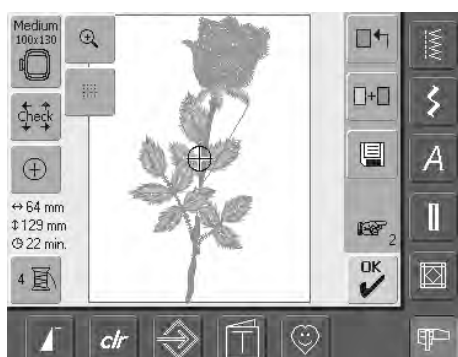 Medium
100x130
Check
↔ 64 mm
↕ 129 mm
22 min.
4
2
OK
A
clr
T